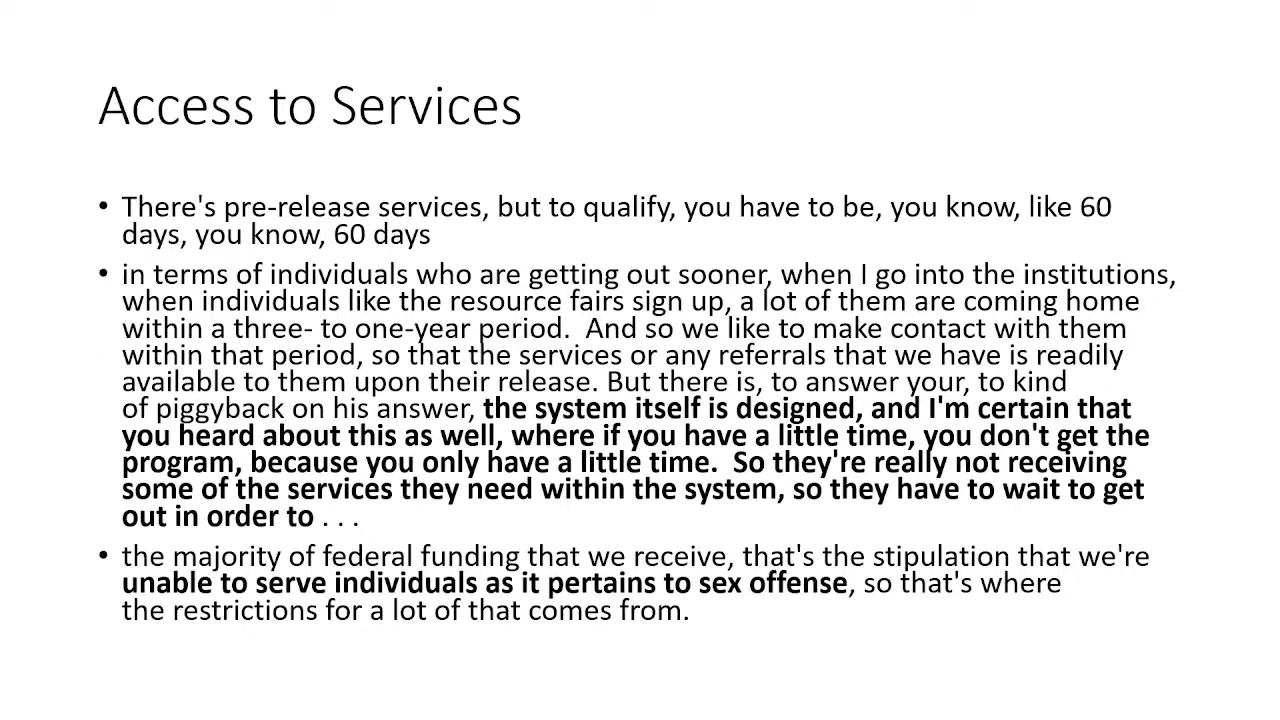 Access to Services
• There's pre-release services, but to qualify, you have to be, you know, like 60
days, you know, 60 days
• in terms of individuals who are getting out sooner, when I go into the institutions,
when individuals like the resource fairs sign up, a lot of them are coming home
within a three- to one-year period.  And so we like to make contact with them
within that period, so that the services or any referrals that we have is readily
available to them upon their release. But there is, to answer your, to kind
of piggyback on his answer, the system itself is designed, and I'm certain that
you heard about this as well, where if you have a little time, you don't get the
program, because you only have a little time.  So they're really not receiving
some of the services they need within the system, so they have to wait to get
out in order to . . .
• the majority of federal funding that we receive, that's the stipulation that we're
unable to serve individuals as it pertains to sex offense, so that's where
the restrictions for a lot of that comes from.